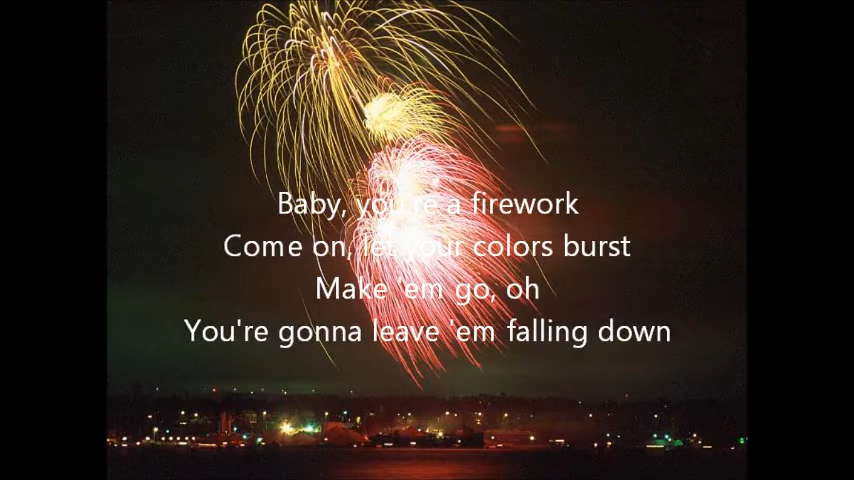 Baby, you're a firework
Come on, let your colors burst
Make 'em go, oh
You're gonna leave 'em falling down